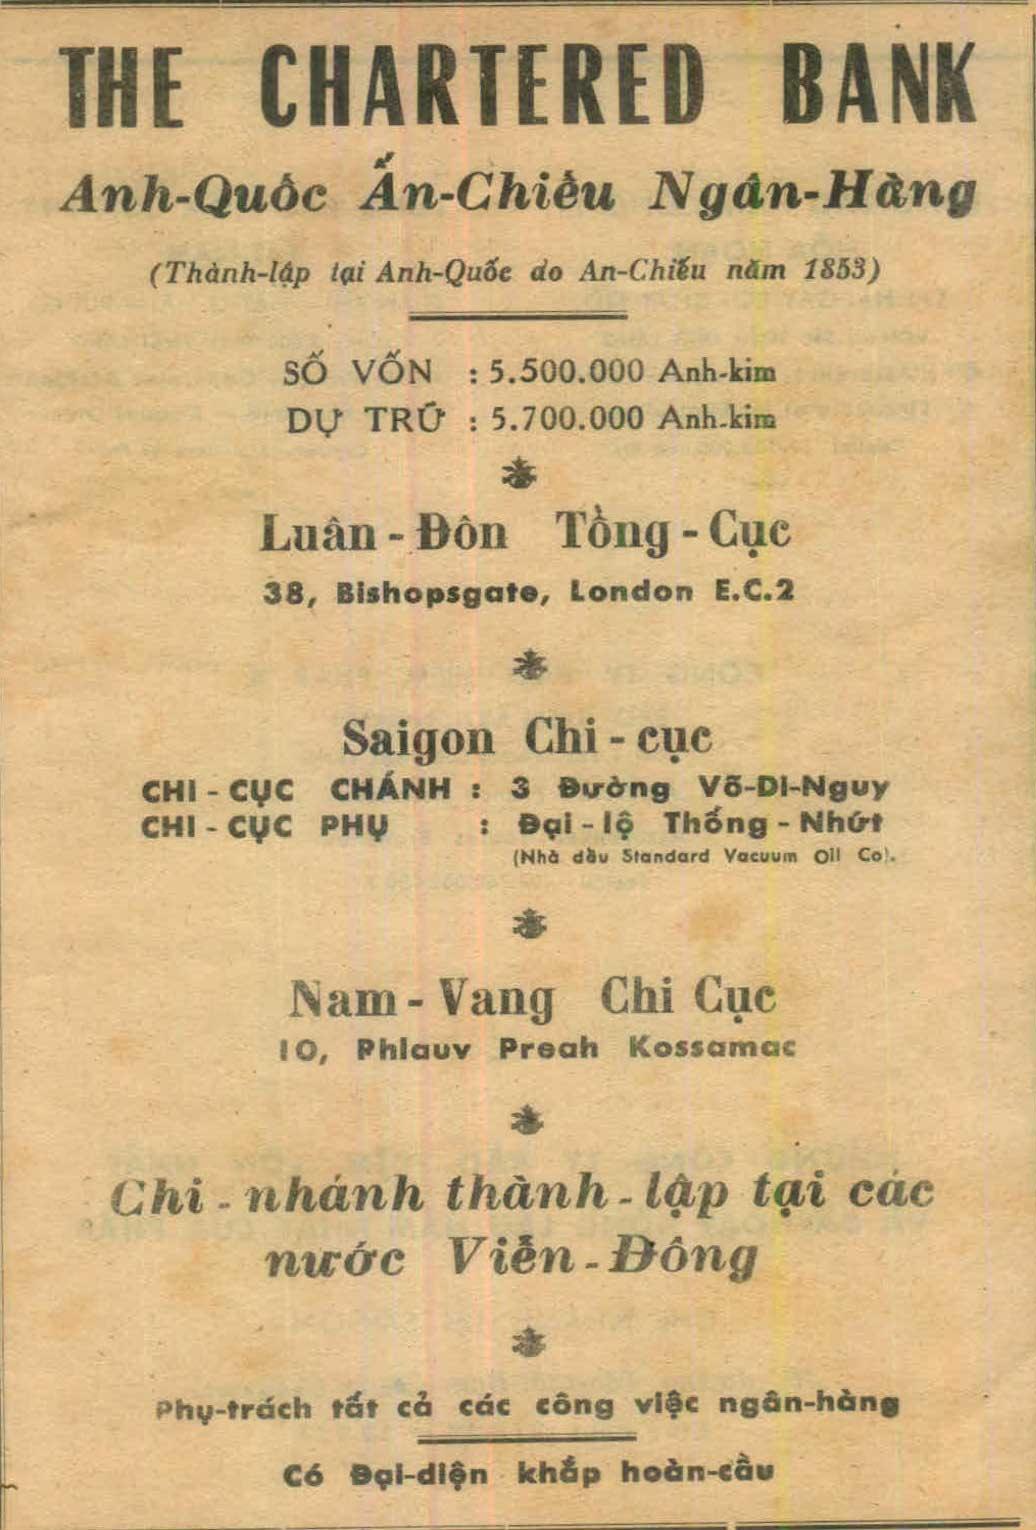 THE CHARTERED BANK
Anh-Quốc Ấn-Chiếu Ngân-Hàng
(Thành-lập tại Anh-Quốc do An-Chiếu năm 1853)
SỐ VỐN : 5.500.000 Anh-kim
DỰ TRỮ : 5.700.000 Anh-kim
Luân-Đôn Tổng-Cục
38, Bishopsgate, London E.C.2
Saigon Chi-cục
CHI-CỤC CHÁNH : 3 Đường Võ-Di-Nguy
CHI-CỤC PHỤ : Đại-lộ Thống-Nhứt
(Nhà dầu Standard Vacuum Oil Co).
Nam-Vang Chi Cục
10, Phlauv Preah Kossamac
Chi-nhánh thành-lập tại các
nước Viễn-Đông
Phụ-trách tất cả các công việc ngân-hàng
Có Đại-diện khắp hoàn-cầu